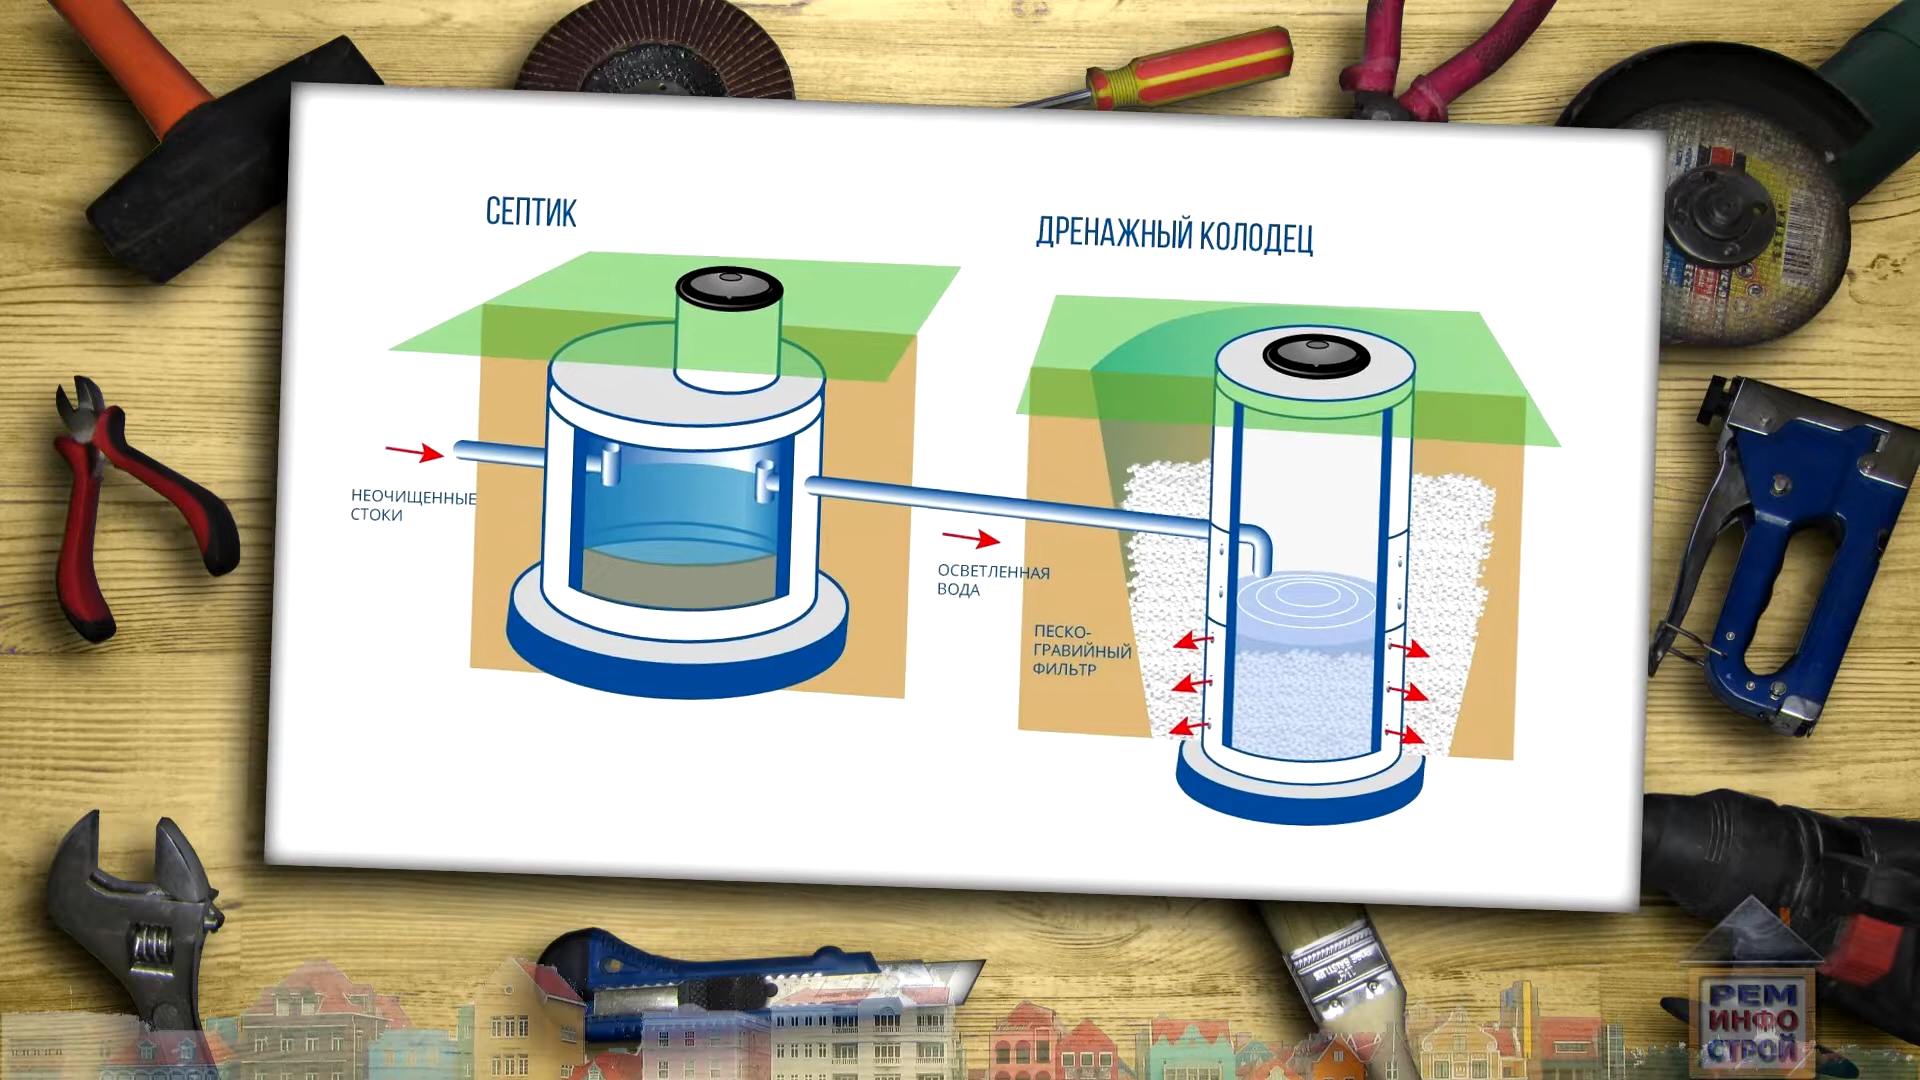 СЕПТИК
ДРЕНАЖНЫЙ КОЛОДЕЦ
НЕОЧИЩЕННЫЕ
СТОКИ
ОСВЕТЛЕННАЯ
ВОДА
ПЕСКО-
ГРАВИЙНЫЙ
ФИЛЬТР
РЕМ
ИНФО
СТРОЙ